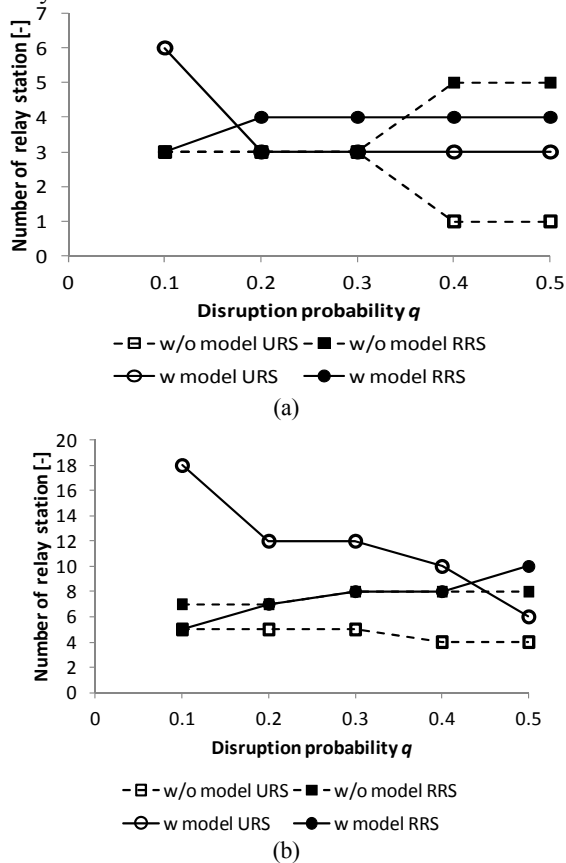 Number of relay station [-]
7
6
5
4
3
2
1
0
0 0.1 0.2 0.3 0.4 0.5
Disruption probability q
w/o model URS w/o model RRS
w model URS w model RRS
(a)
Number of relay station [-]
20
18
16
14
12
10
8
6
4
2
0
0 0.1 0.2 0.3 0.4 0.5
Disruption probability q
w/o model URS w/o model RRS
w model URS w model RRS
(b)